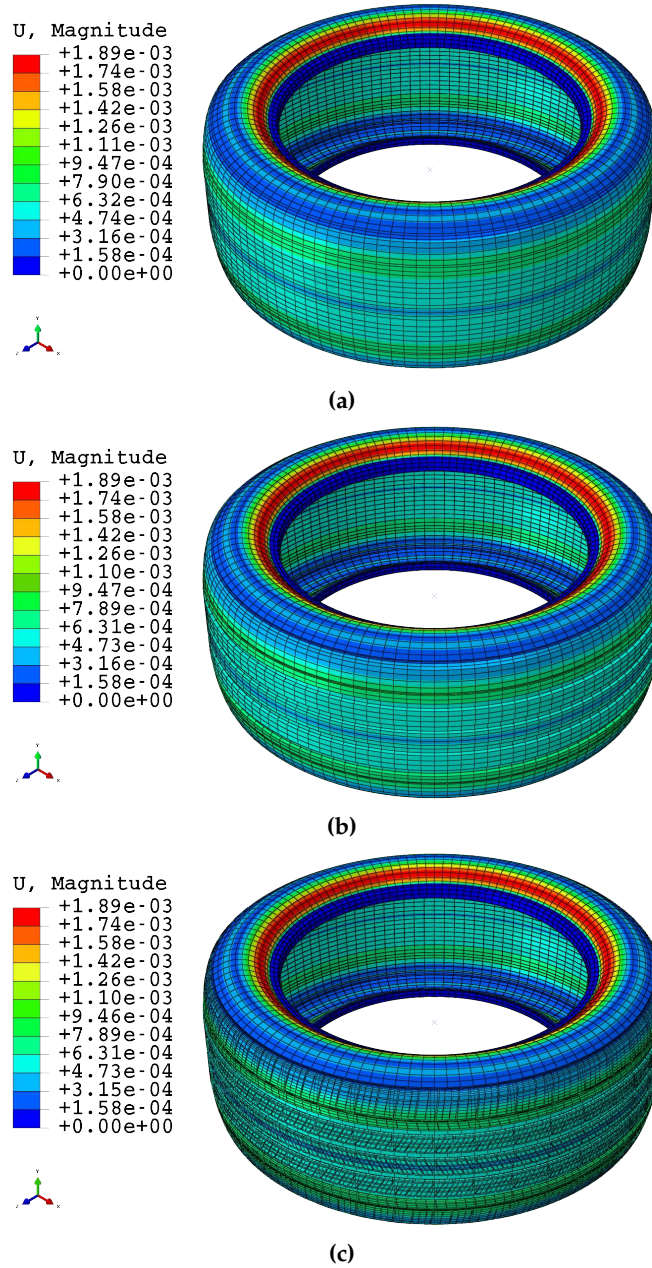 U, Magnitude
+1.89e-03
+1.74e-03
+1.58e-03
+1.42e-03
+1.26e-03
+1.11e-03
+9.47e-04
+7.90e-04
+6.32e-04
+4.74e-04
+3.16e-04
+1.58e-04
+0.00e+00
Y
Z X
(a)
U, Magnitude
+1.89e-03
+1.74e-03
+1.58e-03
+1.42e-03
+1.26e-03
+1.10e-03
+9.47e-04
+7.89e-04
+6.31e-04
+4.73e-04
+3.16e-04
+1.58e-04
+0.00e+00
Y
Z X
(b)
U, Magnitude
+1.89e-03
+1.74e-03
+1.58e-03
+1.42e-03
+1.26e-03
+1.10e-03
+9.46e-04
+7.89e-04
+6.31e-04
+4.73e-04
+3.15e-04
+1.58e-04
+0.00e+00
Y
Z X
(c)